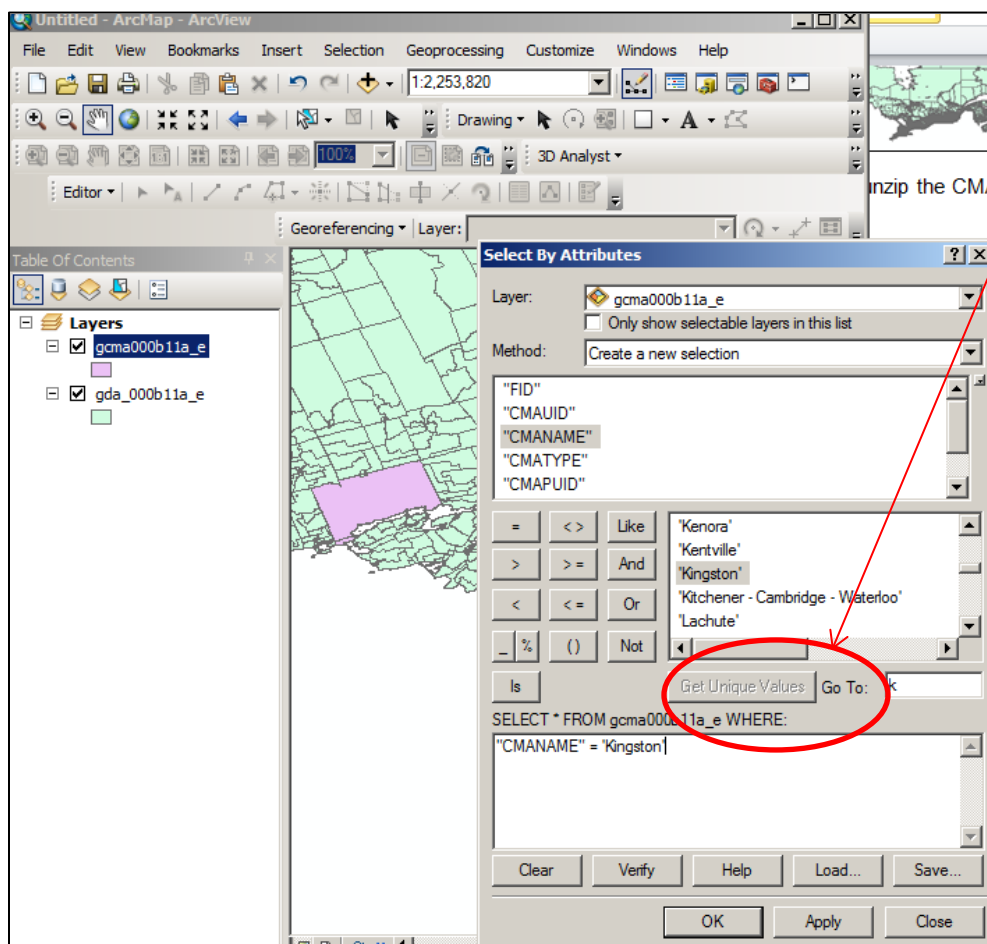 Untitled - ArcMap - ArcView
File Edit View Bookmarks Insert Selection Geoprocessing Customize Windows Help
1:2,253,820
Drawing A
100% 3D Analyst
Editor
unzip the CMA
Georeferencing Layer:
Table Of Contents
Layers
gcma000b11a_e
gda_000b11a_e
Select By Attributes
Layer: gcma000b11a_e
Only show selectable layers in this list
Method: Create a new selection
"FID"
"CMAUID"
"CMANAME"
"CMATYPE"
"CMAPUID"
= < > Like
> > = And
< < = Or
_ % ( ) Not
Is
'Kenora'
'Kentville'
'Kingston'
'Kitchener - Cambridge - Waterloo'
'Lachute'
Get Unique Values Go To: k
SELECT * FROM gcma000b11a_e WHERE:
"CMANAME" = 'Kingston'
Clear Verify Help Load... Save...
OK Apply Close